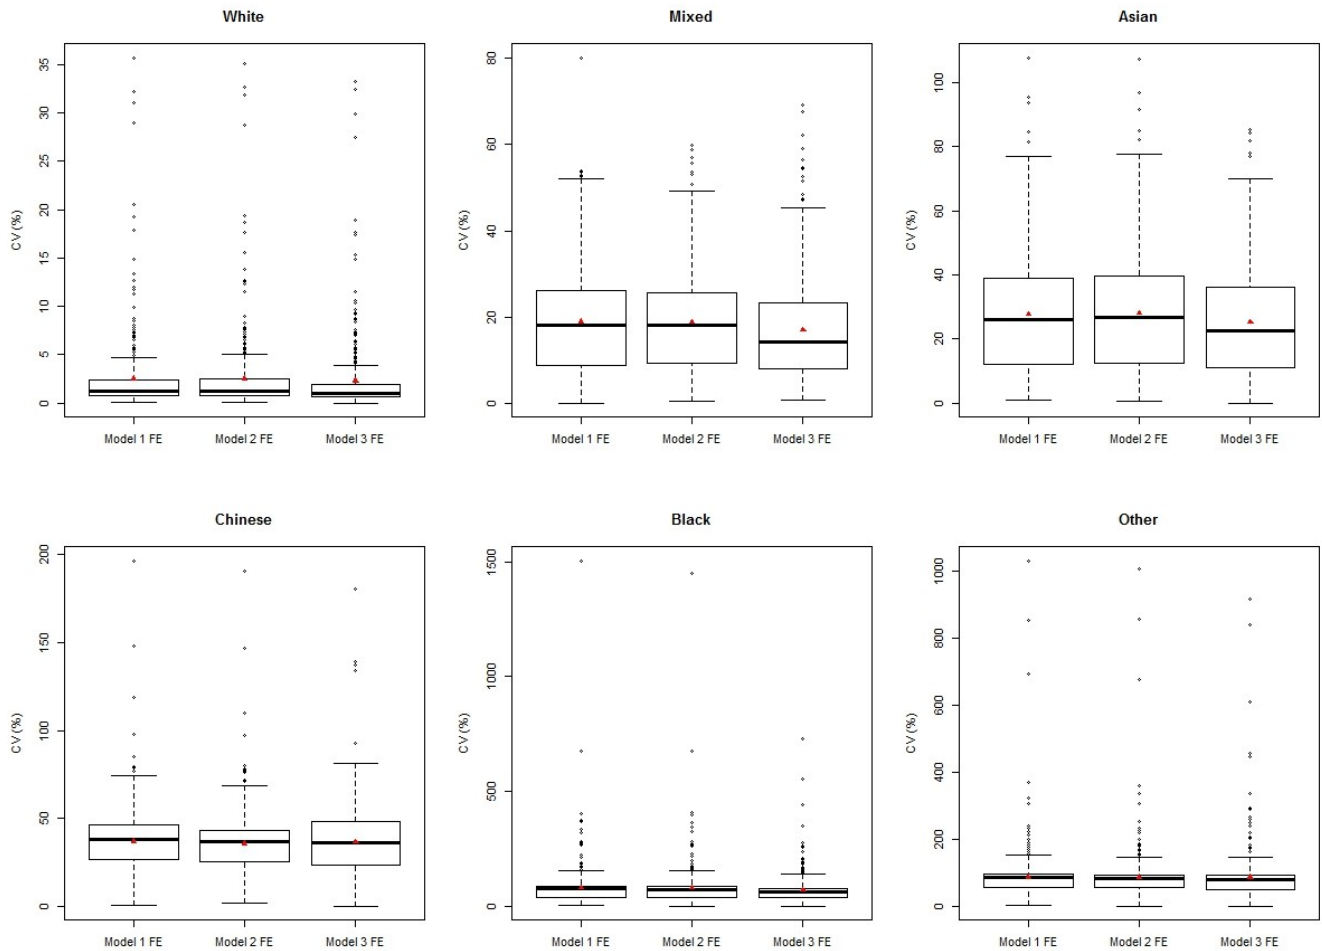 White
Mixed
Asian
CV (%)
35
30
25
20
15
10
5
0
Model 1 FE
Model 2 FE
Model 3 FE
CV (%)
80
60
40
20
0
Model 1 FE
Model 2 FE
Model 3 FE
CV (%)
100
80
60
40
20
0
Model 1 FE
Model 2 FE
Model 3 FE
Chinese
Black
Other
CV (%)
200
150
100
50
0
Model 1 FE
Model 2 FE
Model 3 FE
CV (%)
1500
1000
500
0
Model 1 FE
Model 2 FE
Model 3 FE
CV (%)
1000
800
600
400
200
0
Model 1 FE
Model 2 FE
Model 3 FE